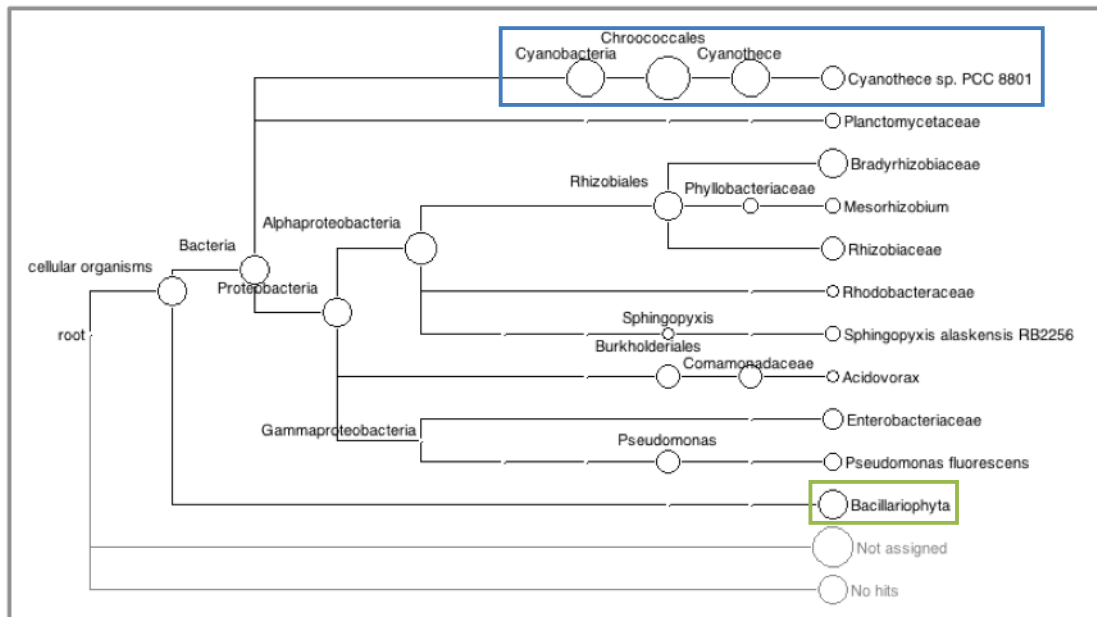 Chroococcales
Cyanobacteria Cyanothece
Cyanothece sp. PCC 8801
Planctomycetaceae
Bradyrhizobiaceae
Rhizobiales Phyllobacteriaceae
Mesorhizobium
Alphaproteobacteria
Bacteria
Rhizobiaceae
cellular organisms
Proteobacteria
Rhodobacteraceae
Sphingopyxis
root
Sphingopyxis alaskensis RB2256
Burkholderiales
Comamonadaceae
Acidovorax
Enterobacteriaceae
Gammaproteobacteria
Pseudomonas
Pseudomonas fluorescens
Bacillariophyta
Not assigned
No hits